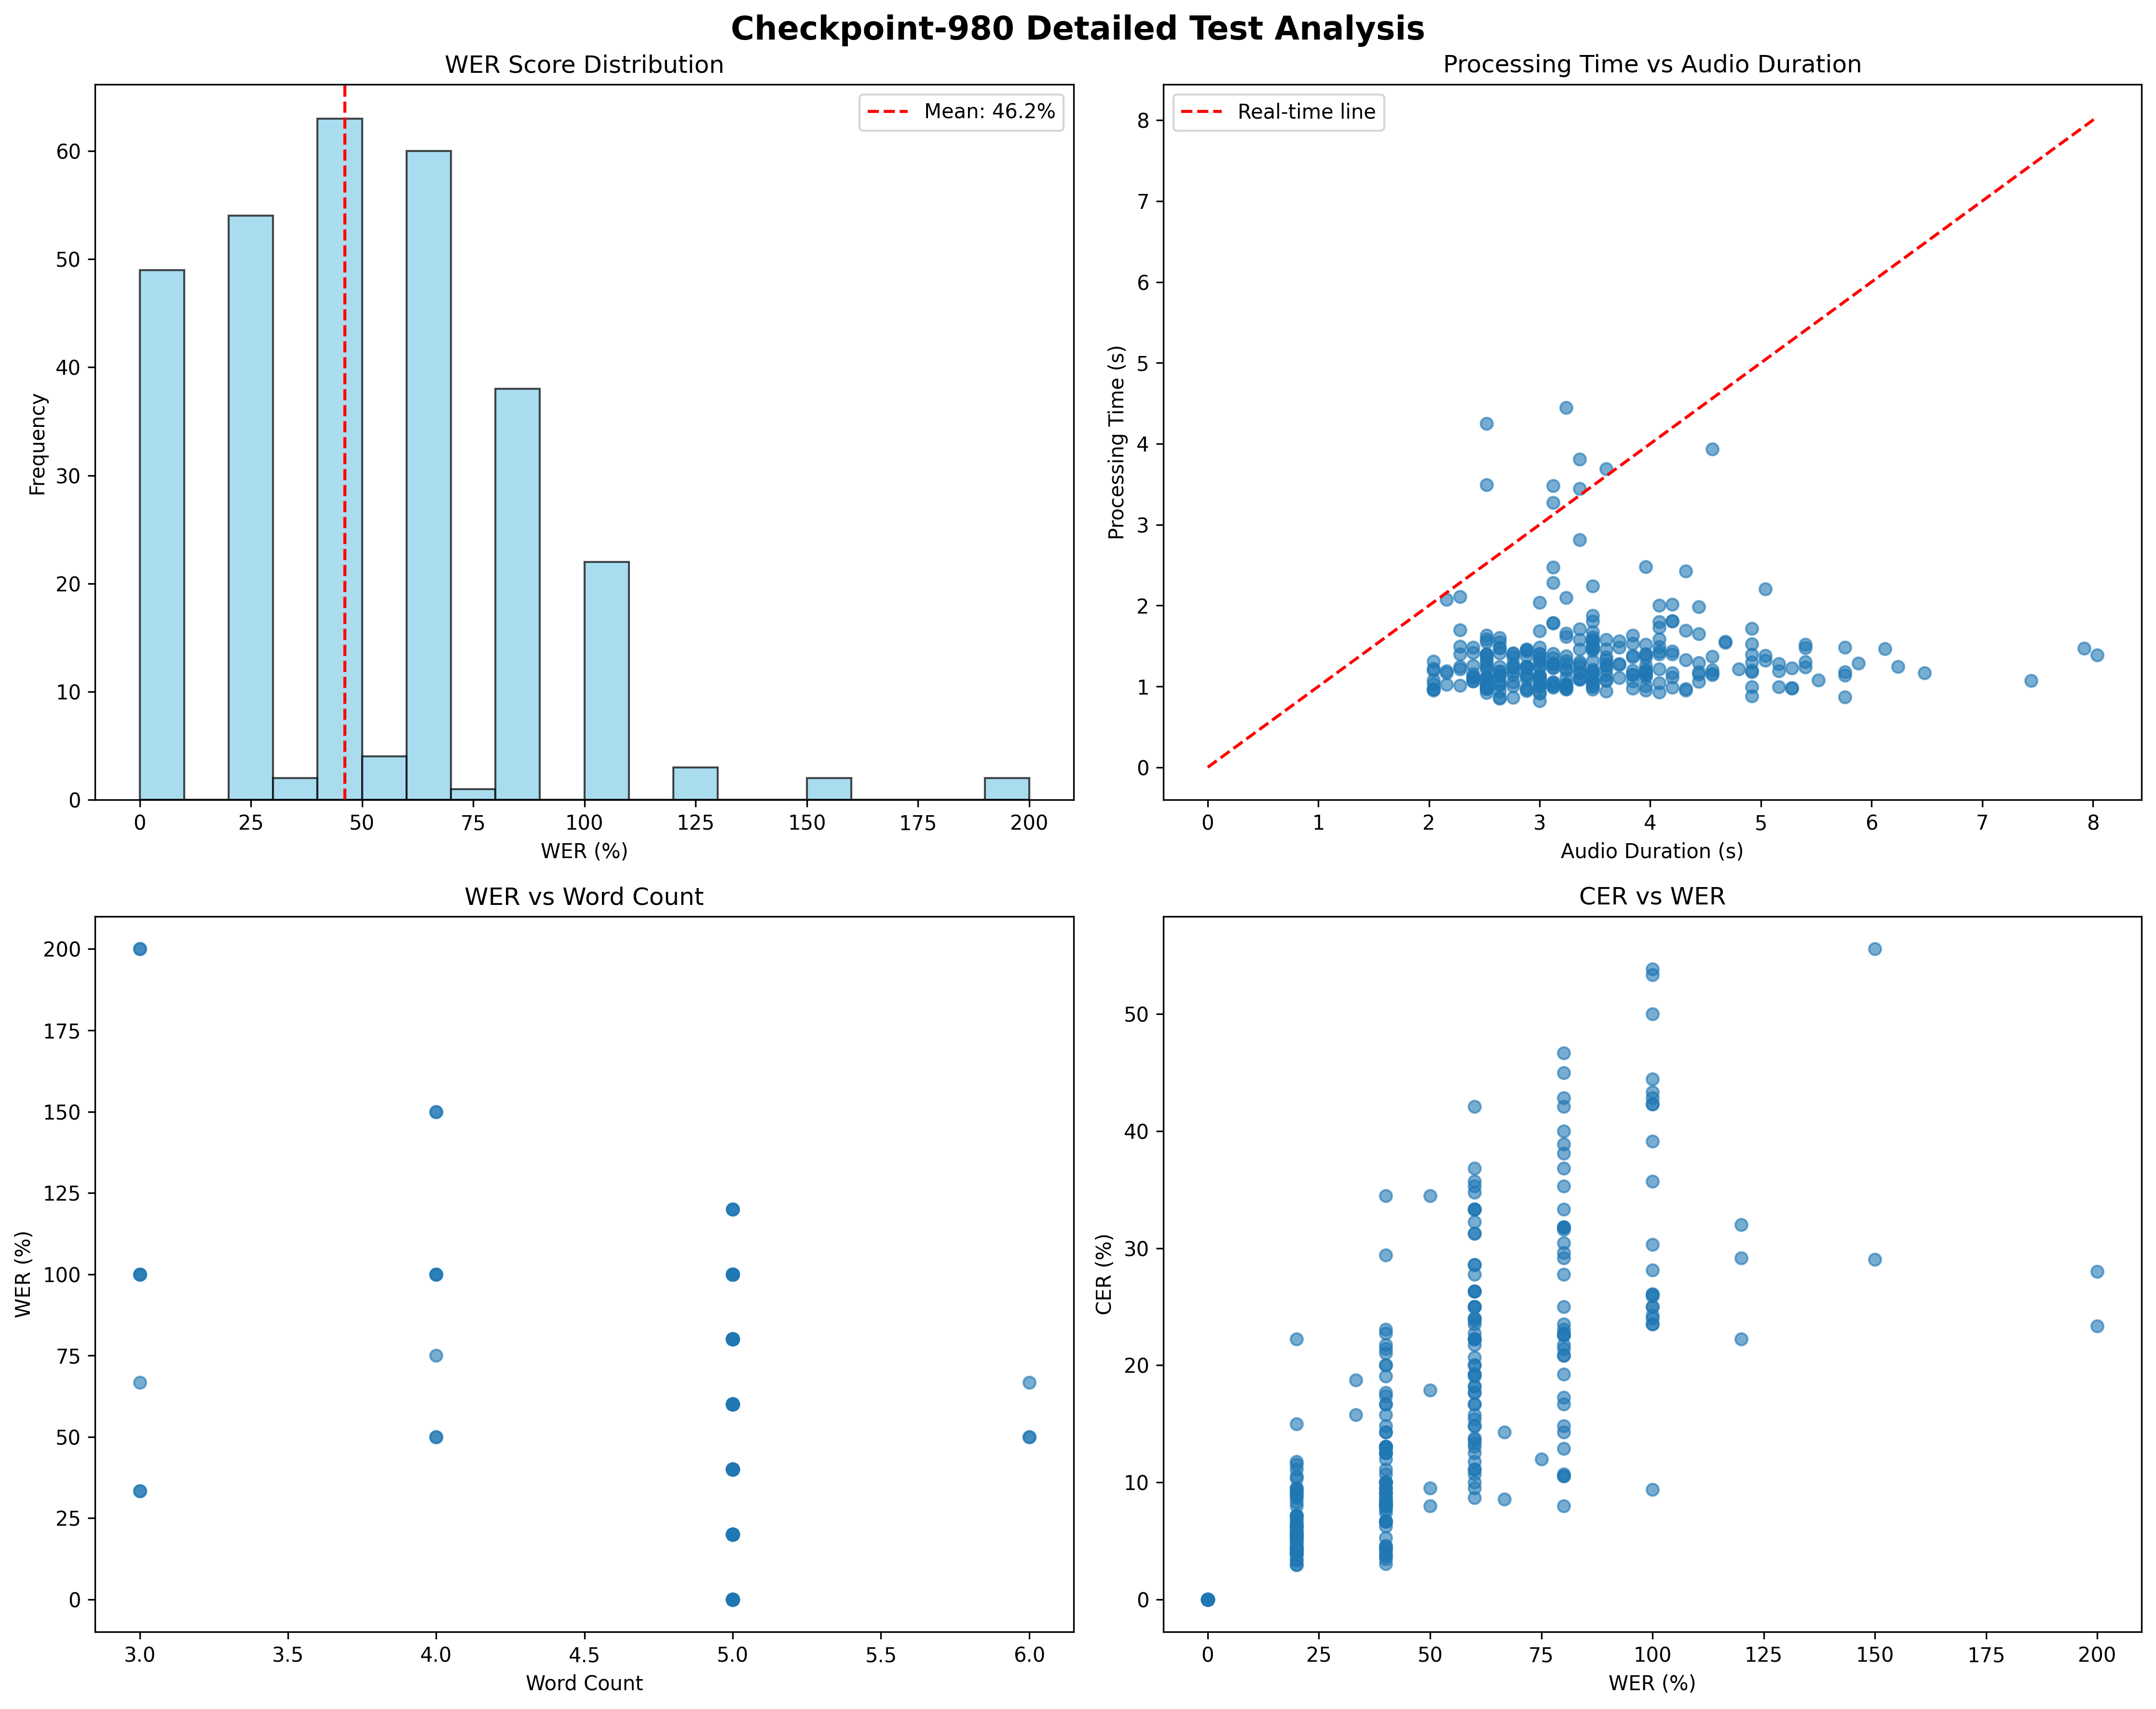 Checkpoint-980 Detailed Test Analysis
WER Score Distribution
Mean: 46.2%
Frequency
60
50
40
30
20
10
0
0 25 50 75 100 125 150 175 200
WER (%)
Processing Time vs Audio Duration
Real-time line
Processing Time (s)
8
7
6
5
4
3
2
1
0
0 1 2 3 4 5 6 7 8
Audio Duration (s)
WER vs Word Count
WER (%)
200
175
150
125
100
75
50
25
0
3.0 3.5 4.0 4.5 5.0 5.5 6.0
Word Count
CER vs WER
CER (%)
50
40
30
20
10
0
0 25 50 75 100 125 150 175 200
WER (%)